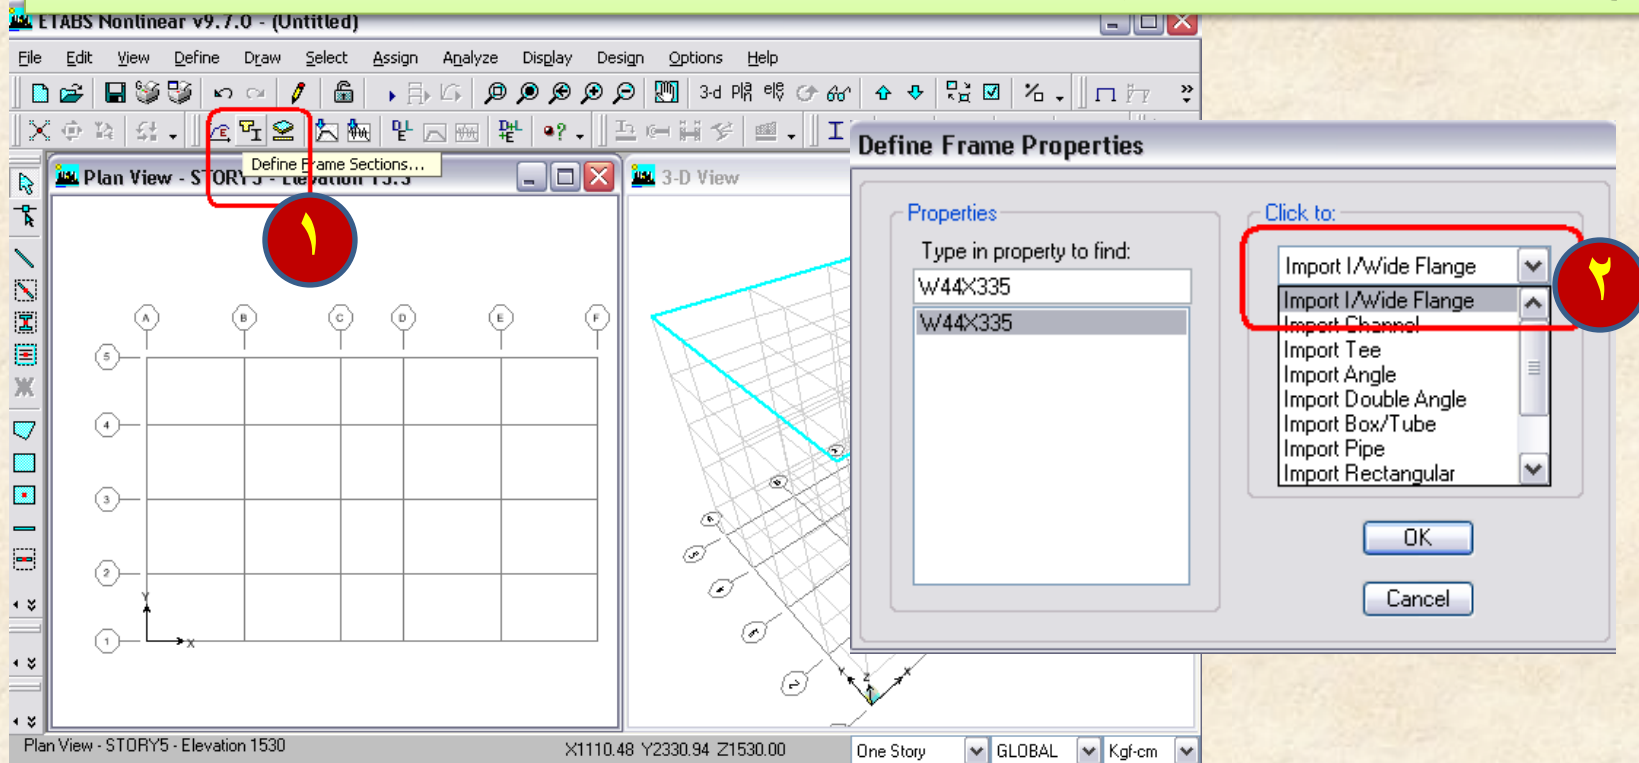 ETABS Nonlinear v9.7.0 - (Untitled)
File Edit View Define Draw Select Assign Analyze Display Design Options Help
3-d
Define Frame Sections...
Plan View - STORY5 - Elevation
3-D View
A B C D E F
5
4
3
2
1
Y
X
Y Z X
Plan View - STORY5 - Elevation 1530
X1110.48 Y2330.94 Z1530.00
One Story
GLOBAL
Kgf-cm
۱
Define Frame Properties
Properties
Type in property to find:
W44X335
W44X335
Click to:
Import I/Wide Flange
Import I/Wide Flange
Import Channel
Import Tee
Import Angle
Import Double Angle
Import Box/Tube
Import Pipe
Import Rectangular
OK
Cancel
۲